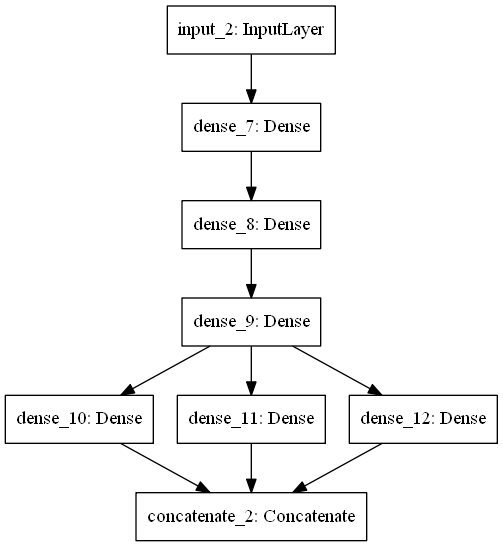 input_2: InputLayer
dense_7: Dense
dense_8: Dense
dense_9: Dense
dense_10: Dense
dense_11: Dense
dense_12: Dense
concatenate_2: Concatenate